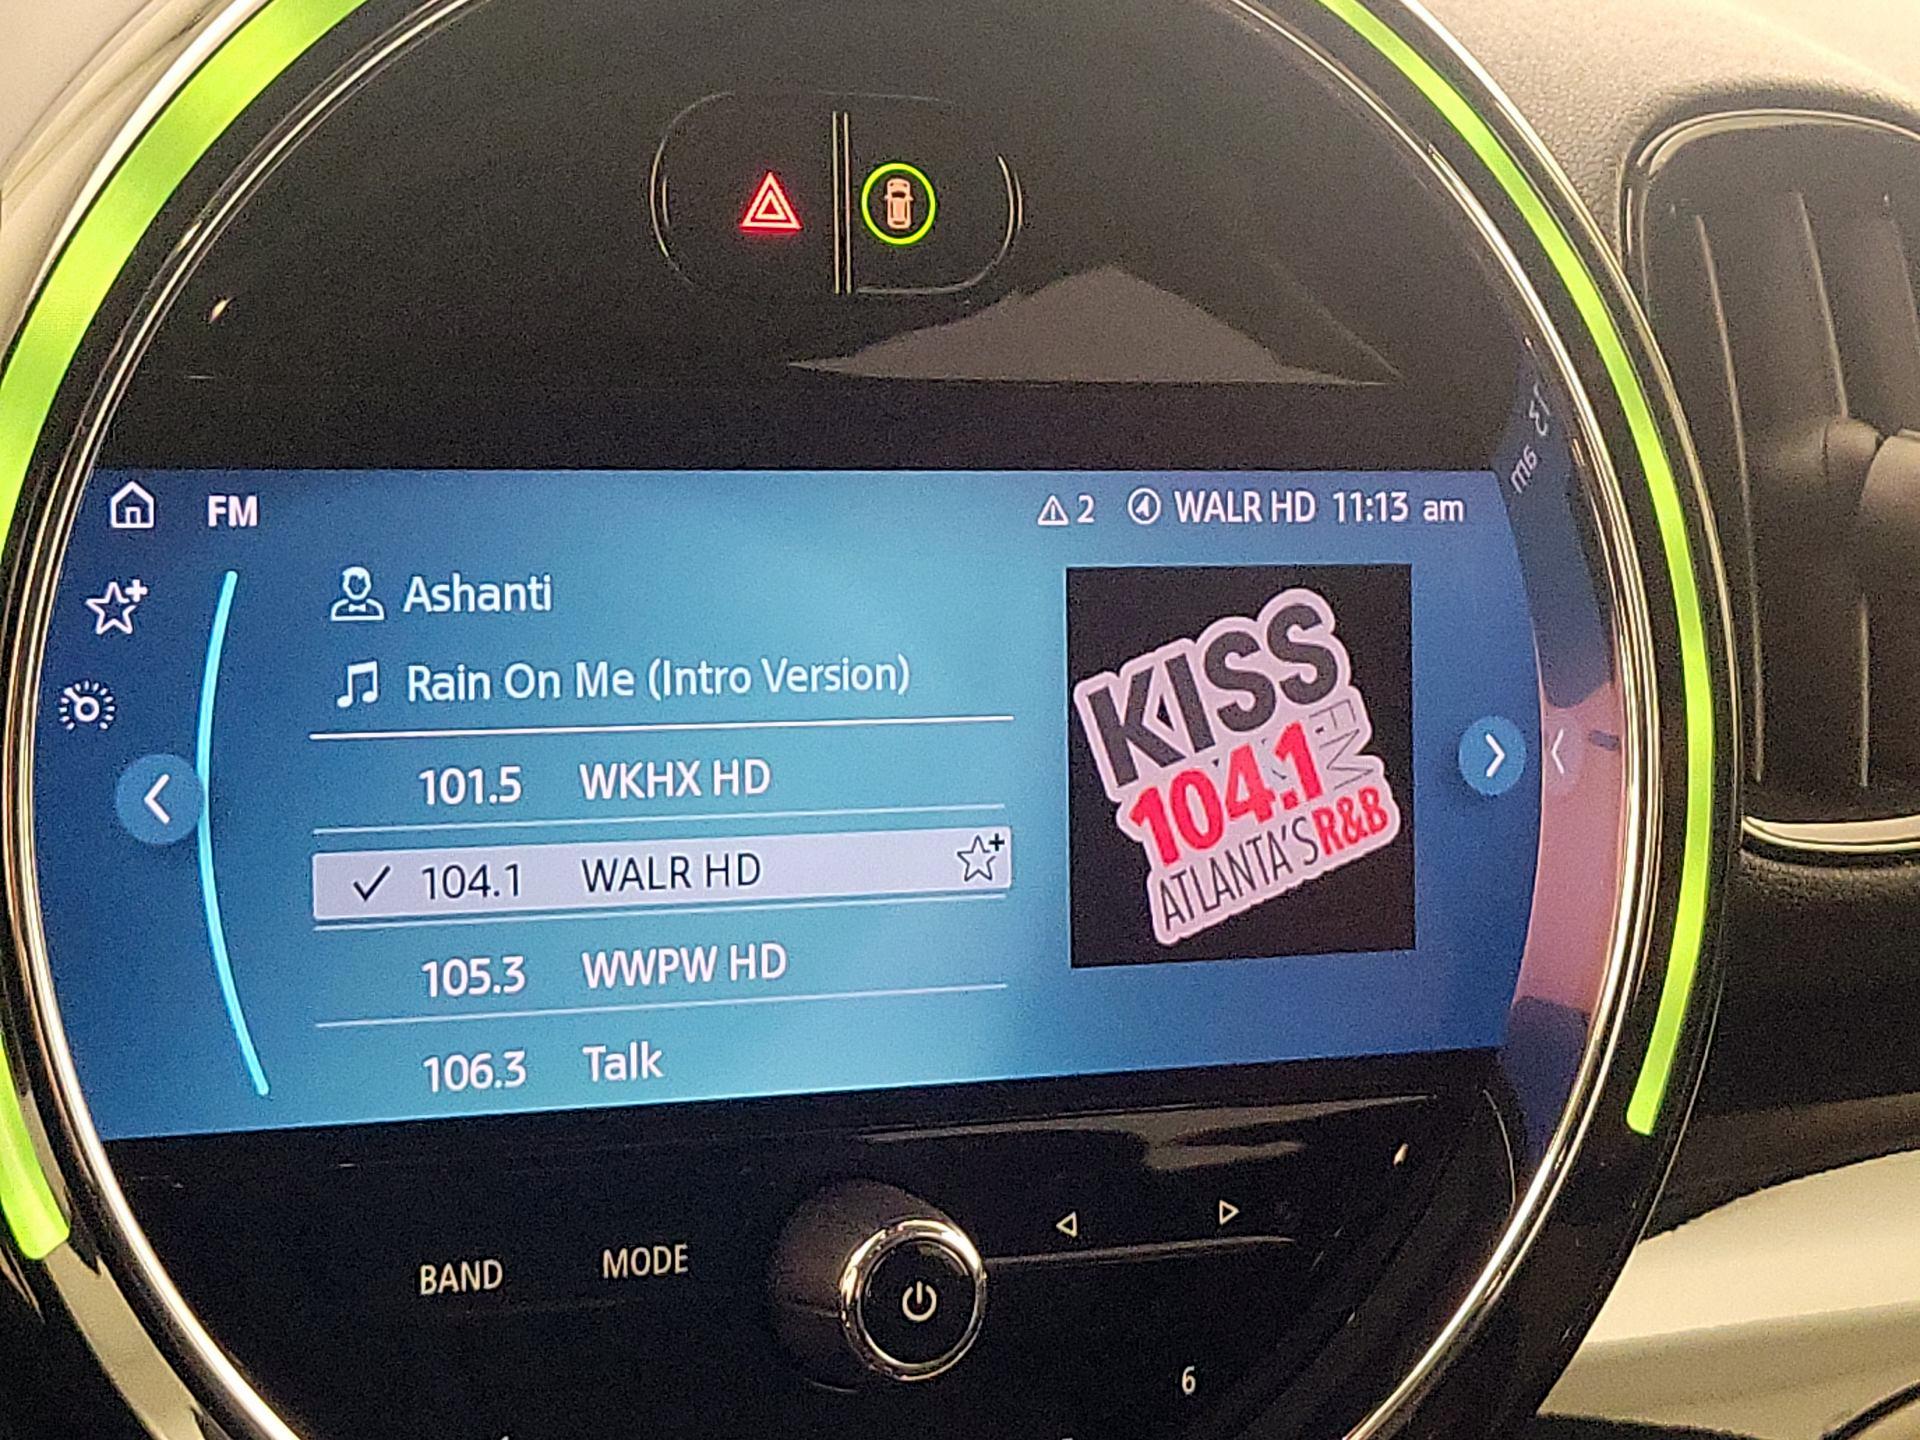 FM
2 WALR HD 11:13 am
Ashanti
Rain On Me (Intro Version)
101.5 WKHX HD
104.1 WALR HD
105.3 WWPW HD
106.3 Talk
KISS
FM
104.1
ATLANTA'S R&B
BAND MODE
6